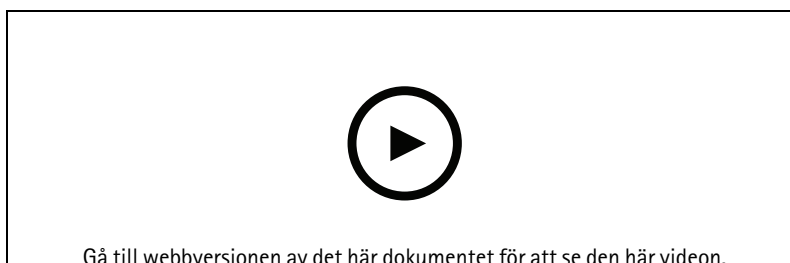 Gå till webbversionen av det här dokumentet för att se den här videon.